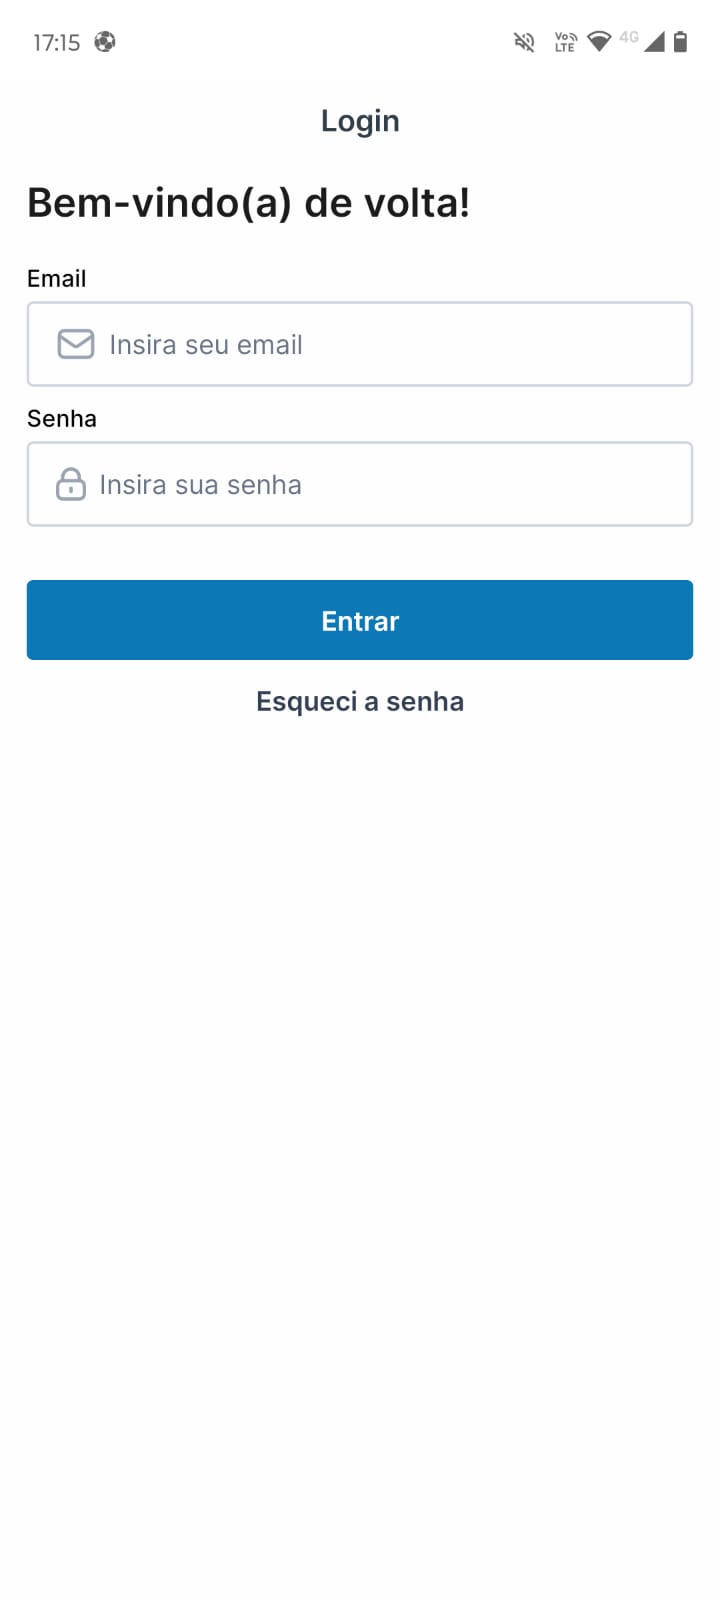 17:15
Vo LTE 4G
Login
Bem-vindo(a) de volta!
Email
Insira seu email
Senha
Insira sua senha
Entrar
Esqueci a senha